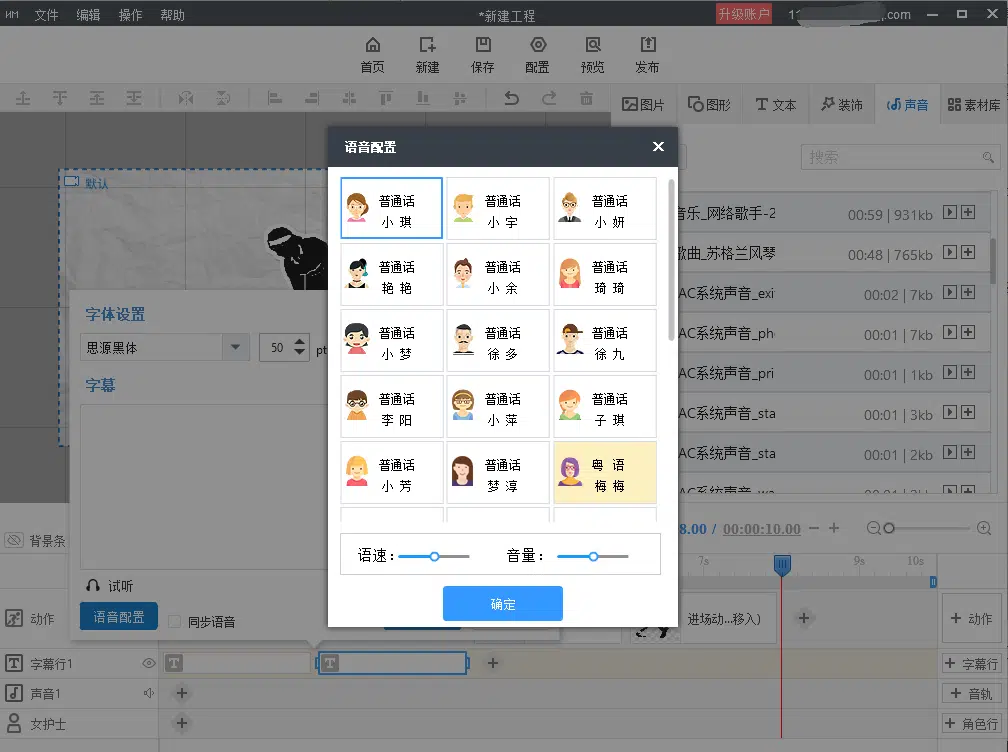 文件 编辑 操作 帮助
*新建工程
升级账户
.com
首页 新建 保存 配置 预览 发布
图片 图形 文本 装饰 声音 素材库
语音配置
搜索
默认
普通话
小 琪
普通话
小 宇
普通话
小 妍
普通话
艳 艳
普通话
小 余
普通话
琦 琦
普通话
小 梦
普通话
徐 多
普通话
徐 九
普通话
李 阳
普通话
小 萍
普通话
子 琪
普通话
小 芳
普通话
梦 淳
粤 语
梅 梅
语速：
音量：
确定
音乐_网络歌手-2 00:59 | 931kb
歌曲_苏格兰风琴 00:48 | 765kb
AC系统声音_exi 00:02 | 7kb
AC系统声音_ph 00:01 | 7kb
AC系统声音_pri 00:01 | 1kb
AC系统声音_sta 00:01 | 3kb
AC系统声音_sta 00:01 | 2kb
字体设置
思源黑体 50 pt
字幕
试听
语音配置 同步语音
背景条
8.00 / 00:00:10.00
7s 9s 10s
动作
进场动...移入)
动作
字幕行1
T
T
字幕行
声音1
音轨
女护士
角色行